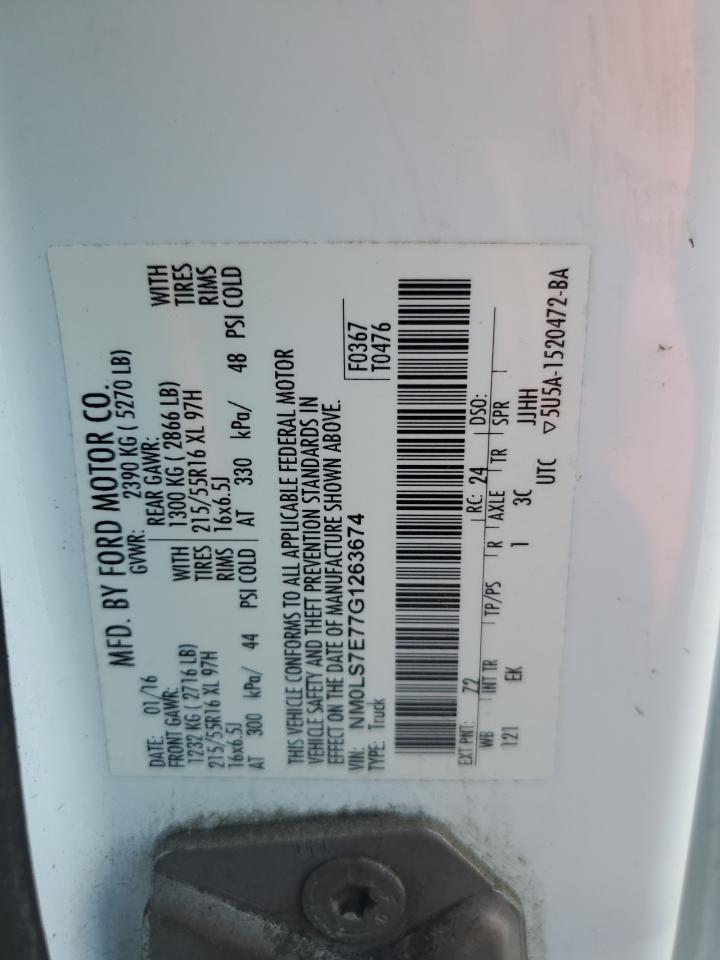 MFD. BY FORD MOTOR CO.
DATE: 01/16 GVWR: 2390 KG ( 5270 LB)
FRONT GAWR: REAR GAWR:
1232 KG ( 2716 LB) WITH 1300 KG ( 2866 LB) WITH
215/55R16 XL 97H TIRES 215/55R16 XL 97H TIRES
16x6.5J RIMS 16x6.5J RIMS
AT 300 kPa/ 44 PSI COLD AT 330 kPa/ 48 PSI COLD
THIS VEHICLE CONFORMS TO ALL APPLICABLE FEDERAL MOTOR
VEHICLE SAFETY AND THEFT PREVENTION STANDARDS IN
EFFECT ON THE DATE OF MANUFACTURE SHOWN ABOVE.
VIN: NM0LS7E77G1263674 F0367
TYPE: Truck T0476
EXT PNT: 7Z RC: 24 DSO:
WB INT TR TP/PS R AXLE TR SPR
121 EK 1 3C JJHH
UTC ▽5U5A-1520472-BA